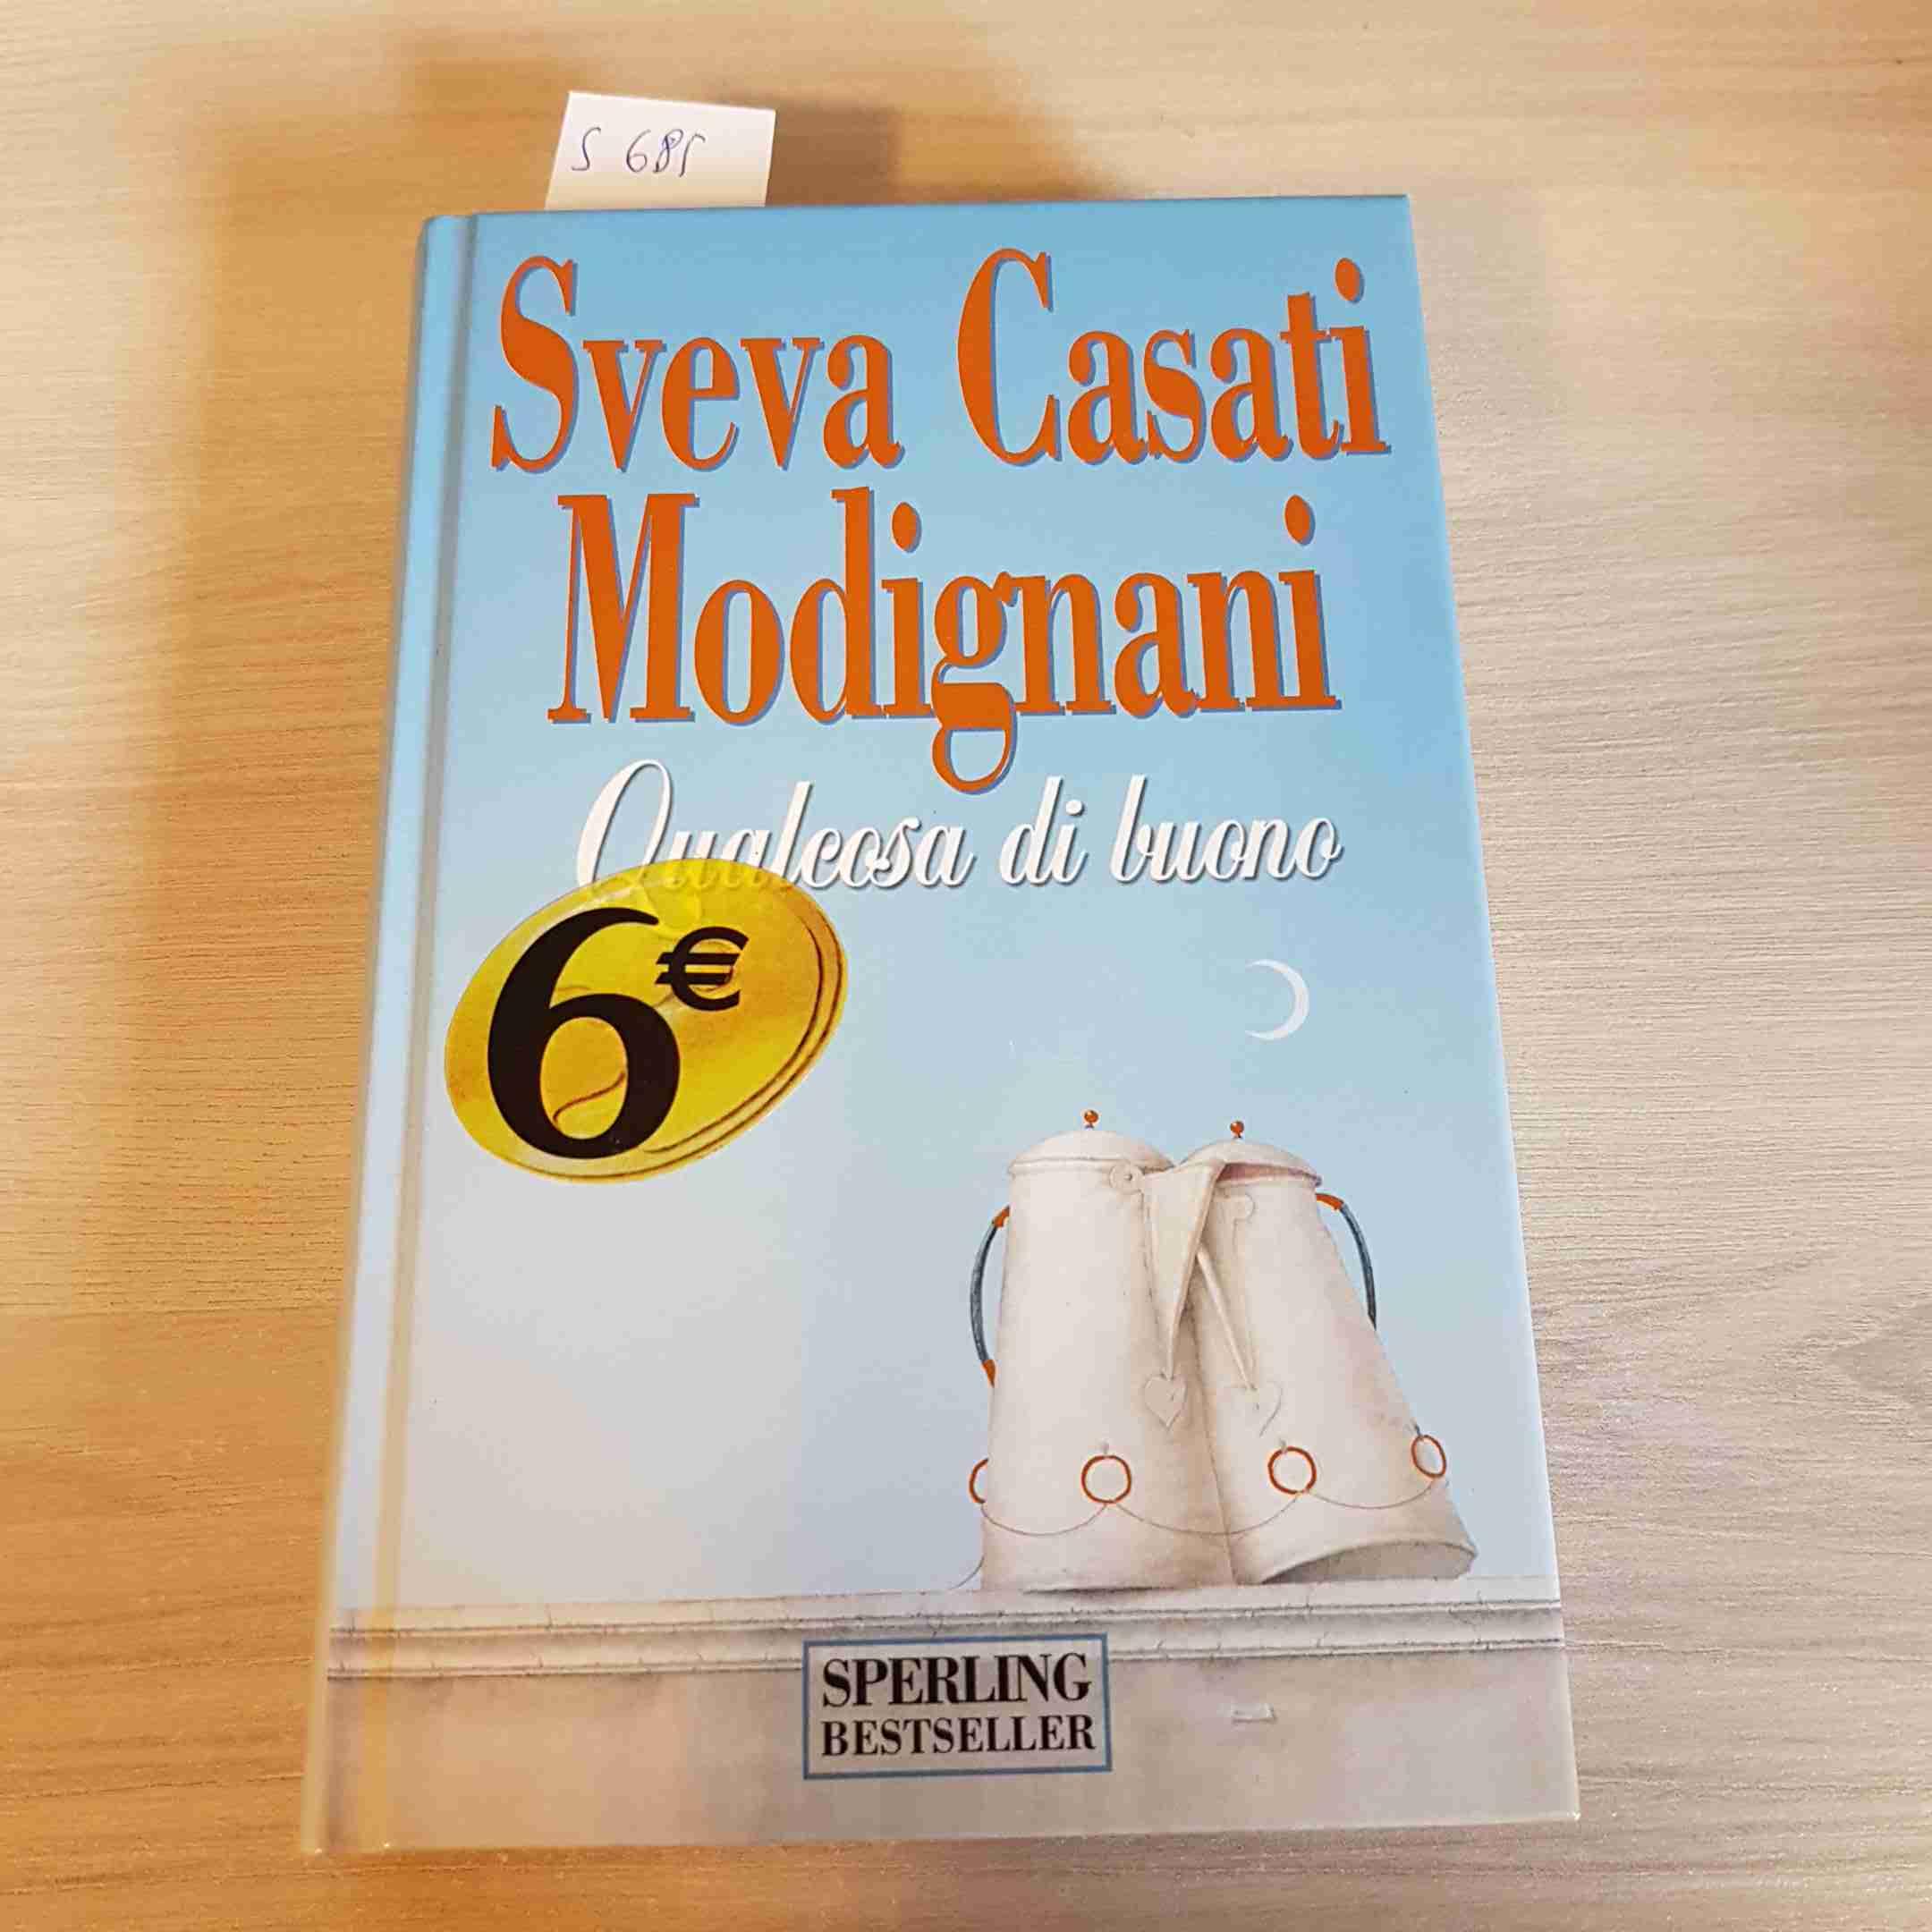 S 685
Sveva Casati
Modignani
Qualcosa di buono
6€
SPERLING
BESTSELLER